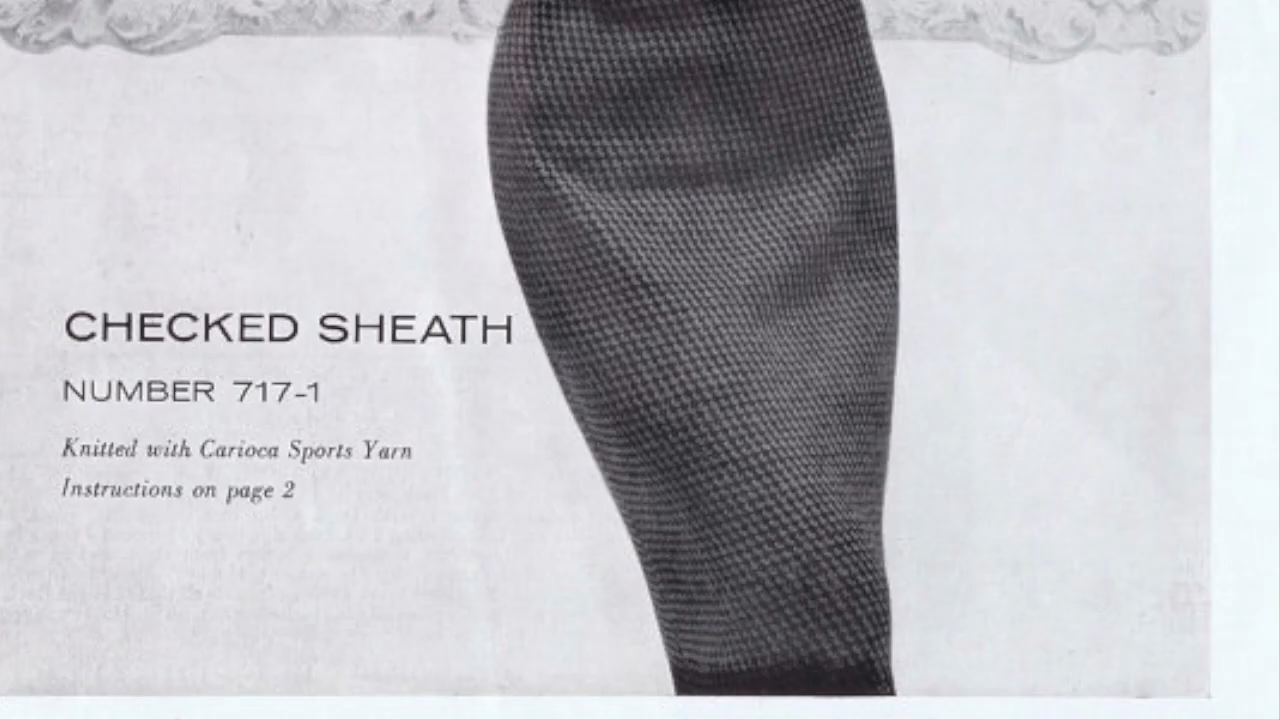 CHECKED SHEATH
NUMBER 717-1
Knitted with Carioca Sports Yarn
Instructions on page 2